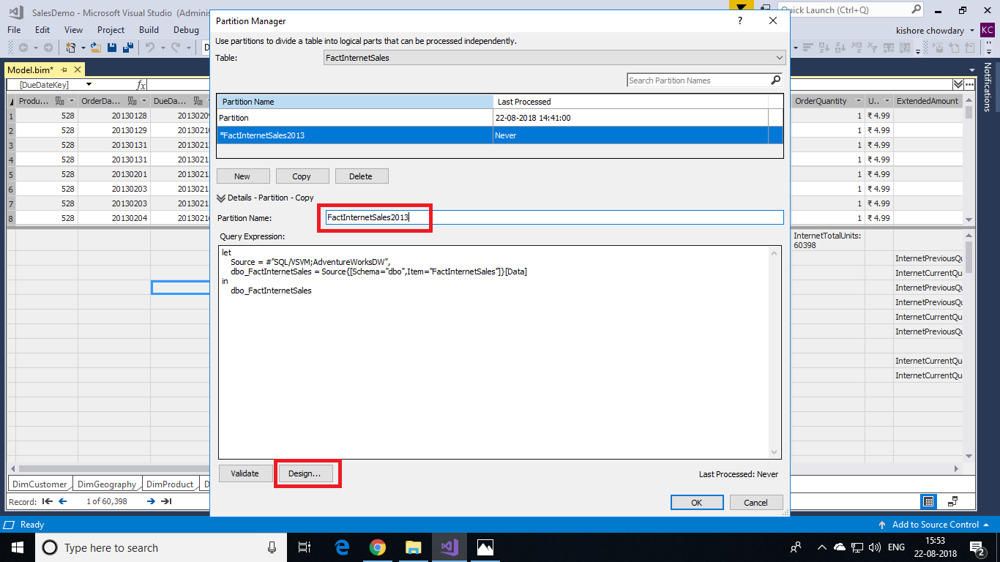 SalesDemo - Microsoft Visual Studio (Admini
Quick Launch (Ctrl+Q)
File Edit View Project Build Debug
kishore chowdary KC
Partition Manager
?
Use partitions to divide a table into logical parts that can be processed independently.
Table: FactInternetSales
Search Partition Names
Partition Name Last Processed
Partition 22-08-2018 14:41:00
*FactInternetSales2013 Never
New Copy Delete
Details - Partition - Copy
Partition Name: FactInternetSales2013
Query Expression:
let
Source = #"SQL/VSVM;AdventureWorksDW",
dbo_FactInternetSales = Source{[Schema="dbo",Item="FactInternetSales"]}[Data]
in
dbo_FactInternetSales
Validate Design...
Last Processed: Never
OK Cancel
Model.bim*
[DueDateKey] fx
Produ... OrderDa... DueDa
1 528 20130128 20130209
2 528 20130129 2013021
3 528 20130131 2013021
4 528 20130131 2013021
5 528 20130201 2013021
6 528 20130203 2013021
7 528 20130203 2013021
8 528 20130204 2013021
OrderQuantity U.. ExtendedAmount
1 ₹ 4.99
1 ₹ 4.99
1 ₹ 4.99
1 ₹ 4.99
1 ₹ 4.99
1 ₹ 4.99
1 ₹ 4.99
1 ₹ 4.99
InternetTotalUnits:
60398
InternetPreviousQu
InternetCurrentQua
InternetPreviousQu
InternetPreviousQu
InternetCurrentQua
InternetPreviousQu
InternetCurrentQua
InternetCurrentQua
Notifications
DimCustomer DimGeography DimProduct D
Record: 1 of 60,398
Ready
Add to Source Control
Type here to search
ENG
15:53
22-08-2018
2